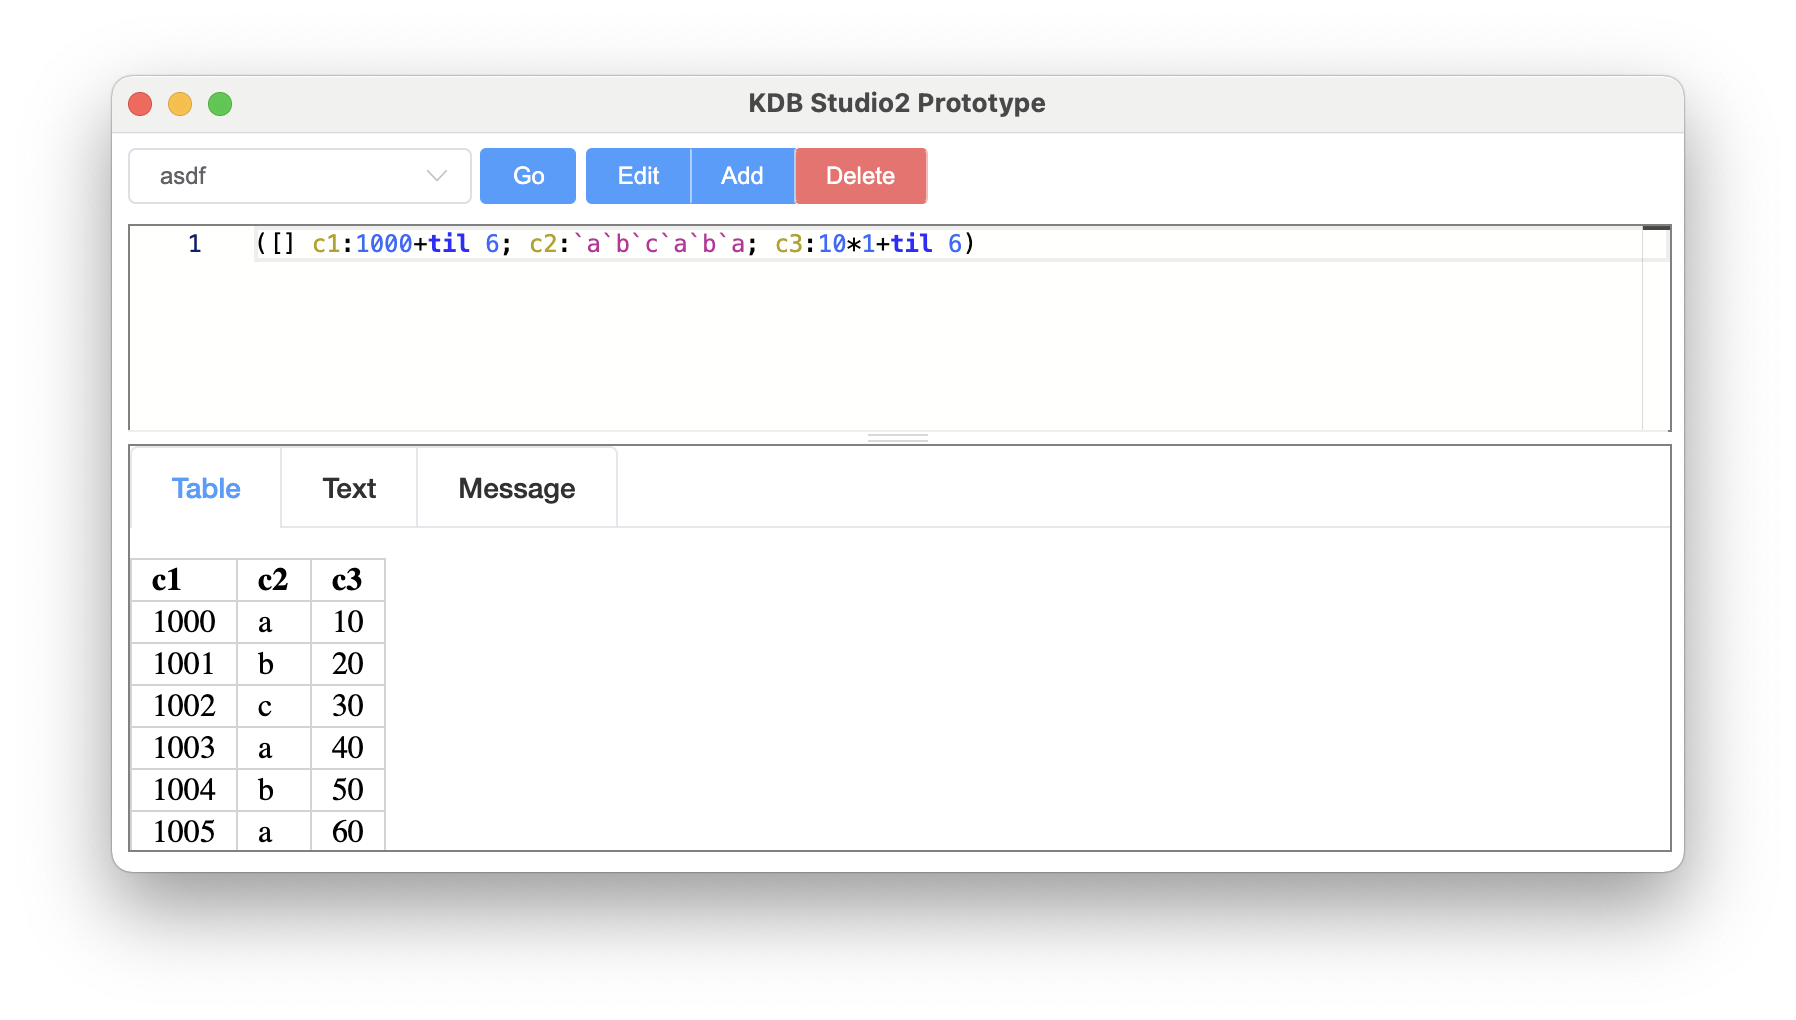 KDB Studio2 Prototype
asdf Go Edit Add Delete
1 ([] c1:1000+til 6; c2:`a`b`c`a`b`a; c3:10*1+til 6)
Table Text Message
c1 c2 c3
1000 a 10
1001 b 20
1002 c 30
1003 a 40
1004 b 50
1005 a 60